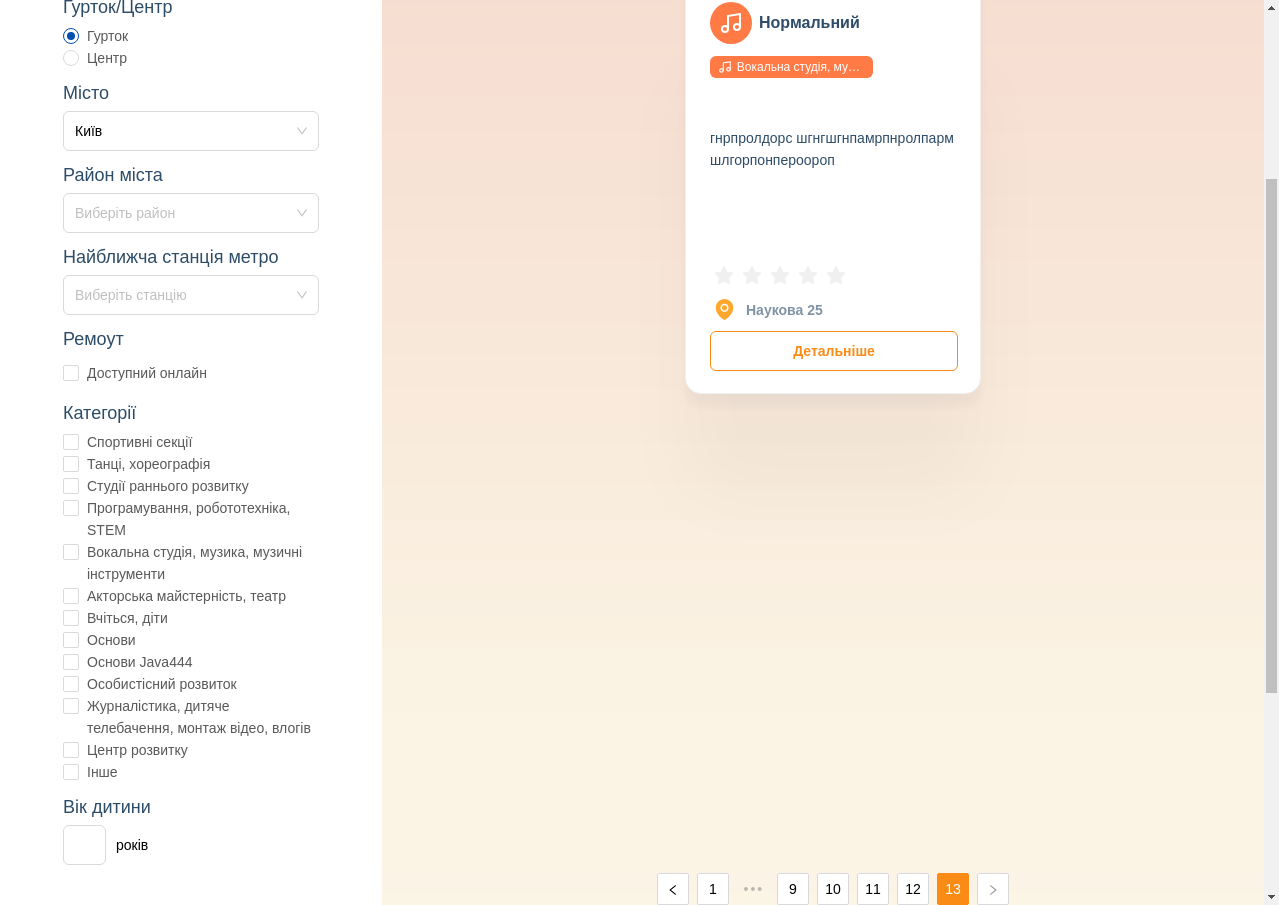 Гурток/Центр
Гурток
Центр
Місто
Київ
Район міста
Виберіть район
Найближча станція метро
Виберіть станцію
Ремоут
Доступний онлайн
Категорії
Спортивні секції
Танці, хореографія
Студії раннього розвитку
Програмування, робототехніка,
STEM
Вокальна студія, музика, музичні
інструменти
Акторська майстерність, театр
Вчіться, діти
Основи
Основи Java444
Особистісний розвиток
Журналістика, дитяче
телебачення, монтаж відео, влогів
Центр розвитку
Інше
Вік дитини
років
Нормальний
Вокальна студія, му...
гнрпролдорс шгнгшгнпамрпнролпарм
шлгорпонпероороп
Наукова 25
Детальніше
1 ••• 9 10 11 12 13